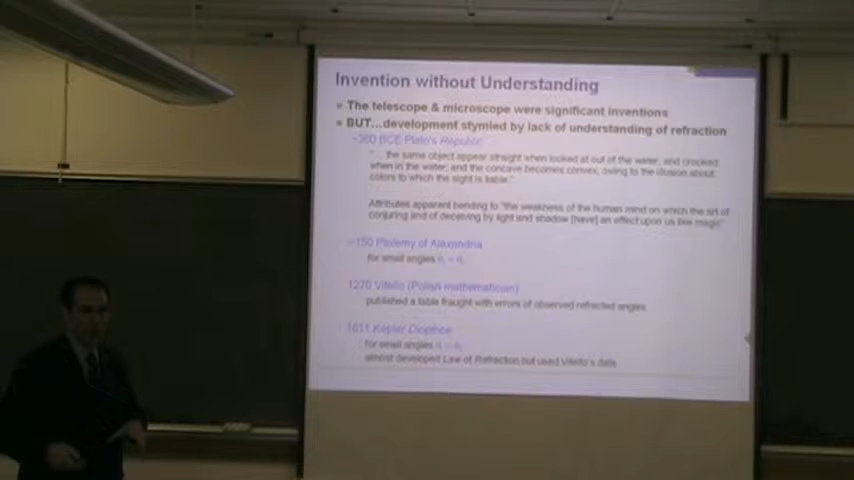 Invention without Understanding
» The telescope & microscope were significant inventions
» BUT...development stymied by lack of understanding of refraction
~360 BCE Plato's Republic
"... the same object appear straight when looked at out of the water, and crooked
when in the water; and the concave becomes convex, owing to the illusion about
colors to which the sight is liable."
Attributes apparent bending to "the weakness of the human mind on which the art of
conjuring and of deceiving by light and shadow [have] an effect upon us like magic"
~150 Ptolemy of Alexandria
for small angles
1270 Vitello (Polish mathematician)
published a table fraught with errors of observed refracted angles.
1611 Kepler Dioptrice
for small angles
almost developed Law of Refraction but used Vitello's data